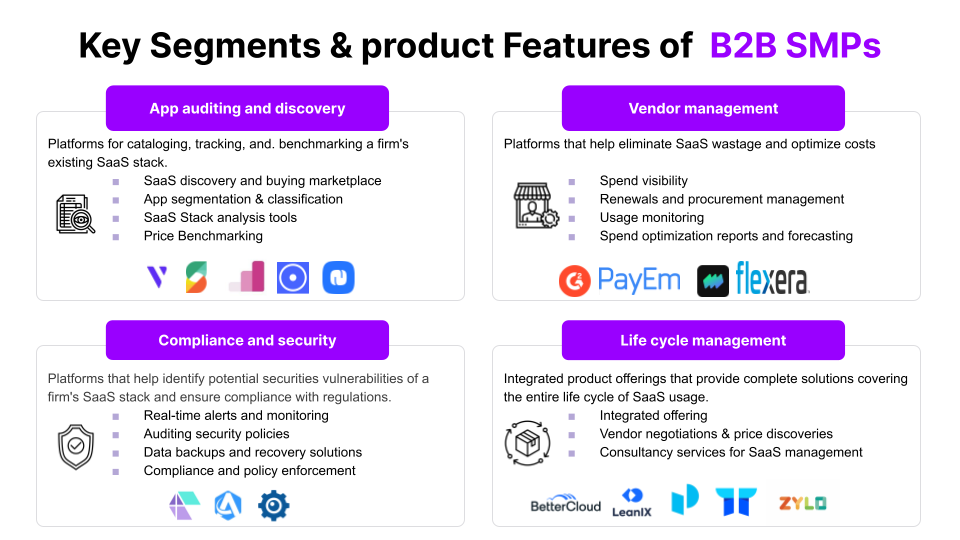 Key Segments & product Features of B2B SMPs
App auditing and discovery
Platforms for cataloging, tracking, and. benchmarking a firm's
existing SaaS stack.
SaaS discovery and buying marketplace
App segmentation & classification
SaaS Stack analysis tools
Price Benchmarking
Vendor management
Platforms that help eliminate SaaS wastage and optimize costs
Spend visibility
Renewals and procurement management
Usage monitoring
Spend optimization reports and forecasting
G2
PayEm
flexera
Compliance and security
Platforms that help identify potential securities vulnerabilities of a
firm's SaaS stack and ensure compliance with regulations.
Real-time alerts and monitoring
Auditing security policies
Data backups and recovery solutions
Compliance and policy enforcement
Life cycle management
Integrated product offerings that provide complete solutions covering
the entire life cycle of SaaS usage.
Integrated offering
Vendor negotiations & price discoveries
Consultancy services for SaaS management
BetterCloud
LeanIX
ZYLO